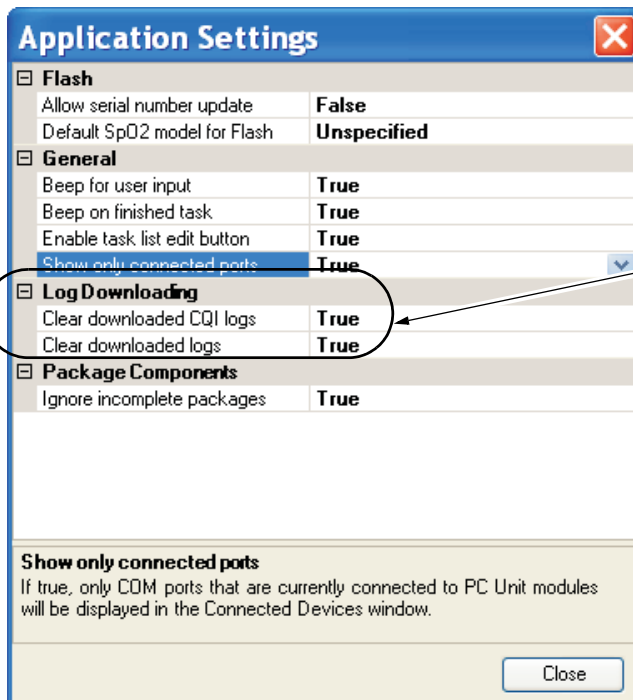 Application Settings
Flash
Allow serial number update False
Default SpO2 model for Flash Unspecified
General
Beep for user input True
Beep on finished task True
Enable task list edit button True
Show only connected ports True
Log Downloading
Clear downloaded CQI logs True
Clear downloaded logs True
Package Components
Ignore incomplete packages True
Show only connected ports
If true, only COM ports that are currently connected to PC Unit modules
will be displayed in the Connected Devices window.
Close